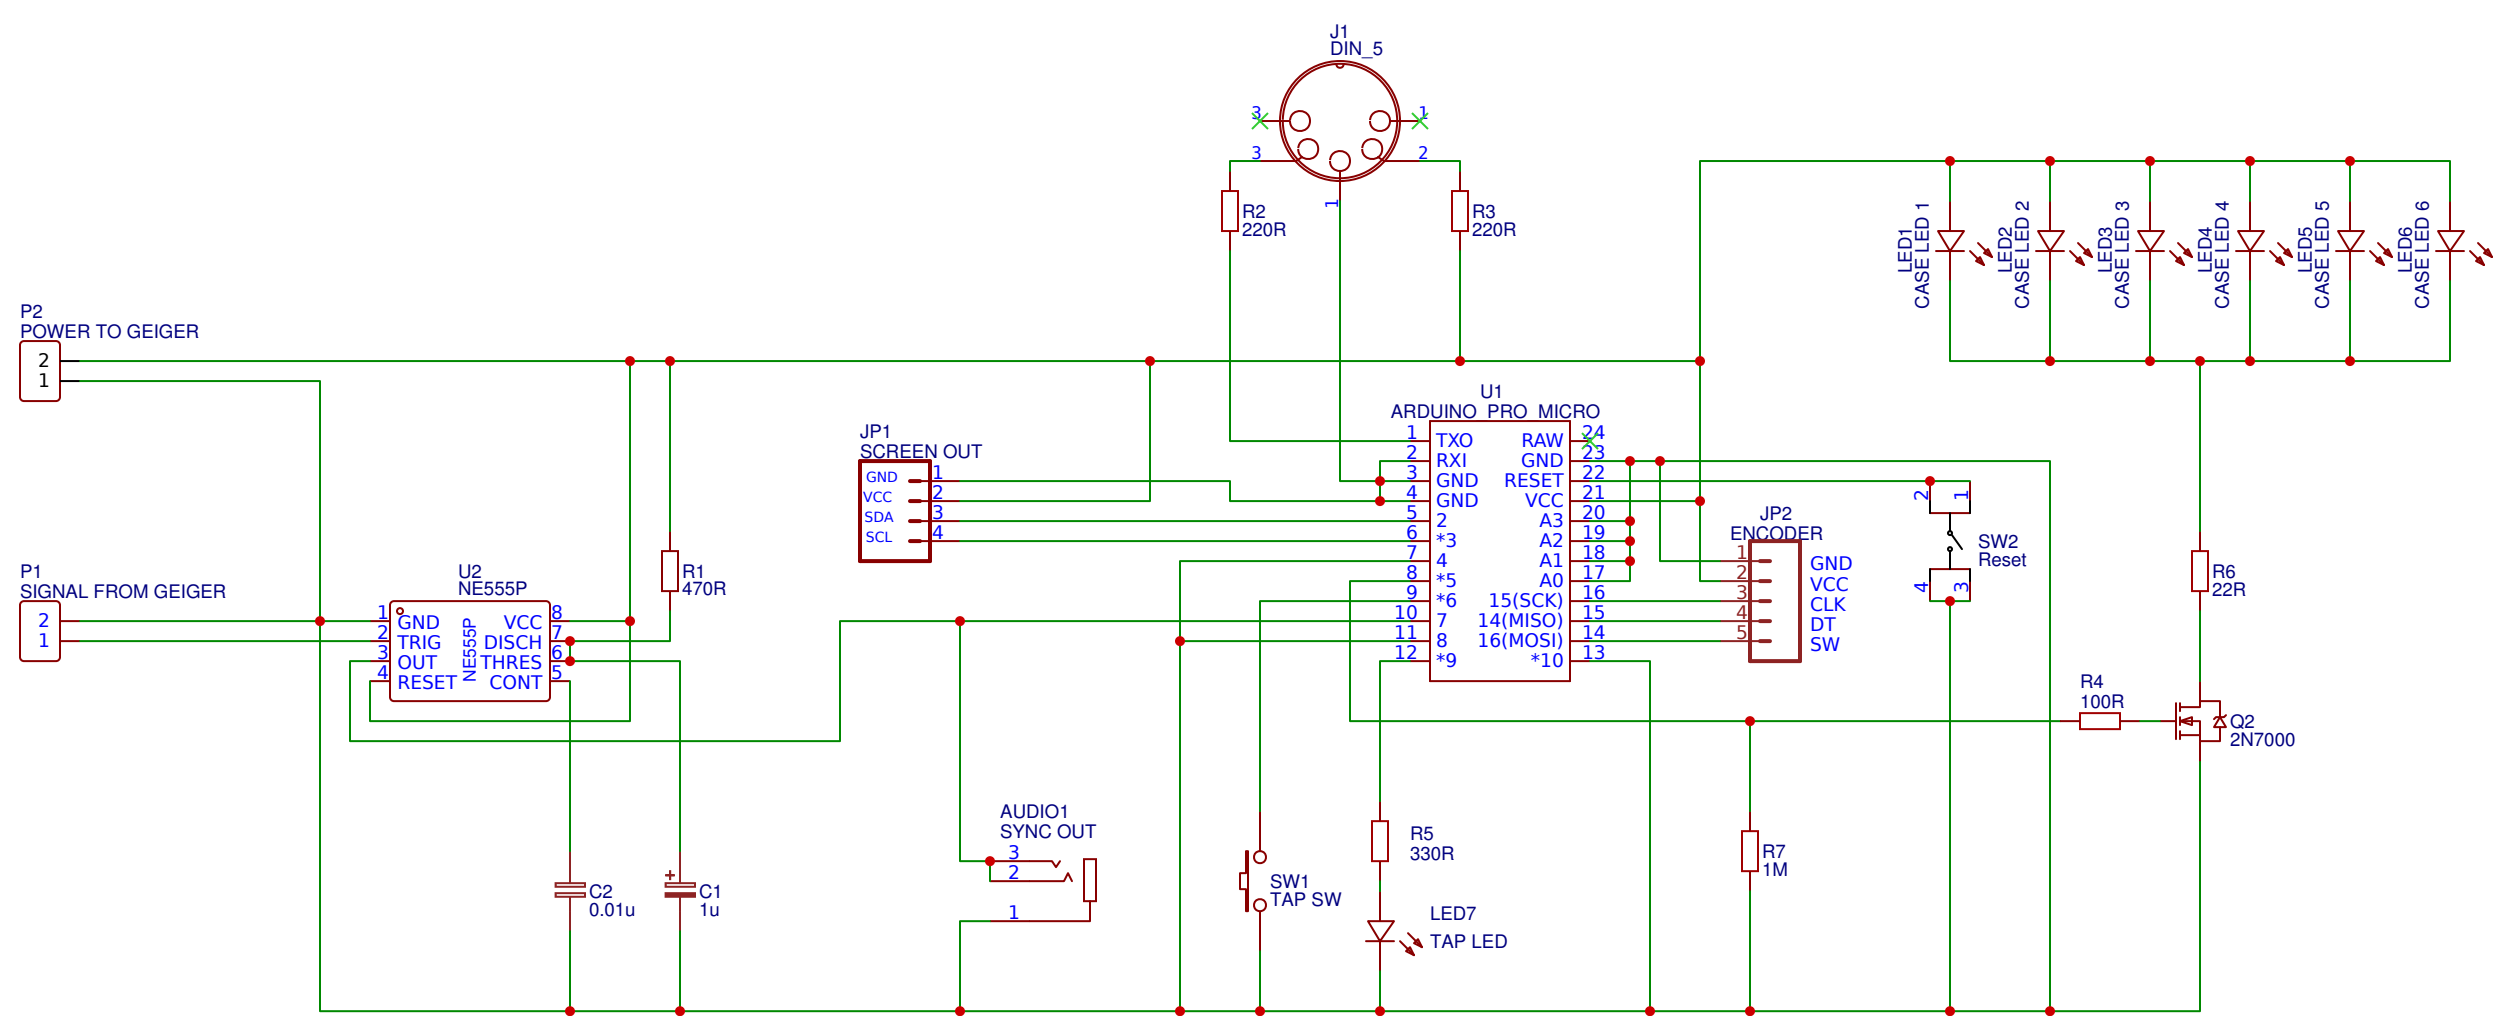 J1
DIN_5
3
1
3
2
1
R2
220R
R3
220R
LED1
CASE LED 1
LED2
CASE LED 2
LED3
CASE LED 3
LED4
CASE LED 4
LED5
CASE LED 5
LED6
CASE LED 6
P2
POWER TO GEIGER
2
1
U1
ARDUINO_PRO_MICRO
1 TXO RAW 24
2 RXI GND 23
3 GND RESET 22
4 GND VCC 21
5 2 A3 20
6 *3 A2 19
7 4 A1 18
8 *5 A0 17
9 *6 15(SCK) 16
10 7 14(MISO) 15
11 8 16(MOSI) 14
12 *9 *10 13
JP1
SCREEN OUT
GND 1
VCC 2
SDA 3
SCL 4
JP2
ENCODER
1 GND
2 VCC
3 CLK
4 DT
5 SW
2 1
SW2
Reset
4 3
P1
SIGNAL FROM GEIGER
2
1
U2
NE555P
1 GND VCC 8
2 TRIG DISCH 7
3 OUT THRES 6
4 RESET CONT 5
NE555P
R1
470R
R6
22R
R4
100R
Q2
2N7000
AUDIO1
SYNC OUT
3
2
1
R5
330R
R7
1M
C2
0.01u
+
C1
1u
SW1
TAP SW
LED7
TAP LED